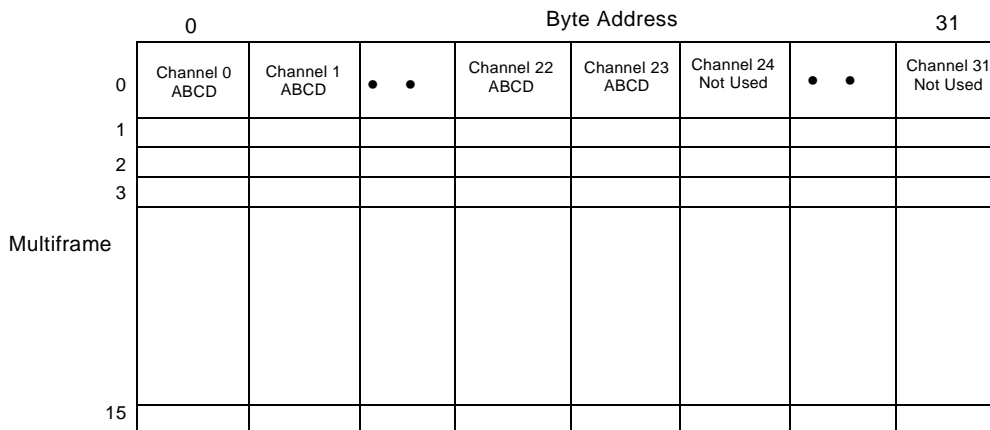 0 Byte Address 31
0 Channel 0 Channel 1 • • Channel 22 Channel 23 Channel 24 • • Channel 31
ABCD ABCD ABCD ABCD Not Used Not Used
1
2
3
Multiframe
15